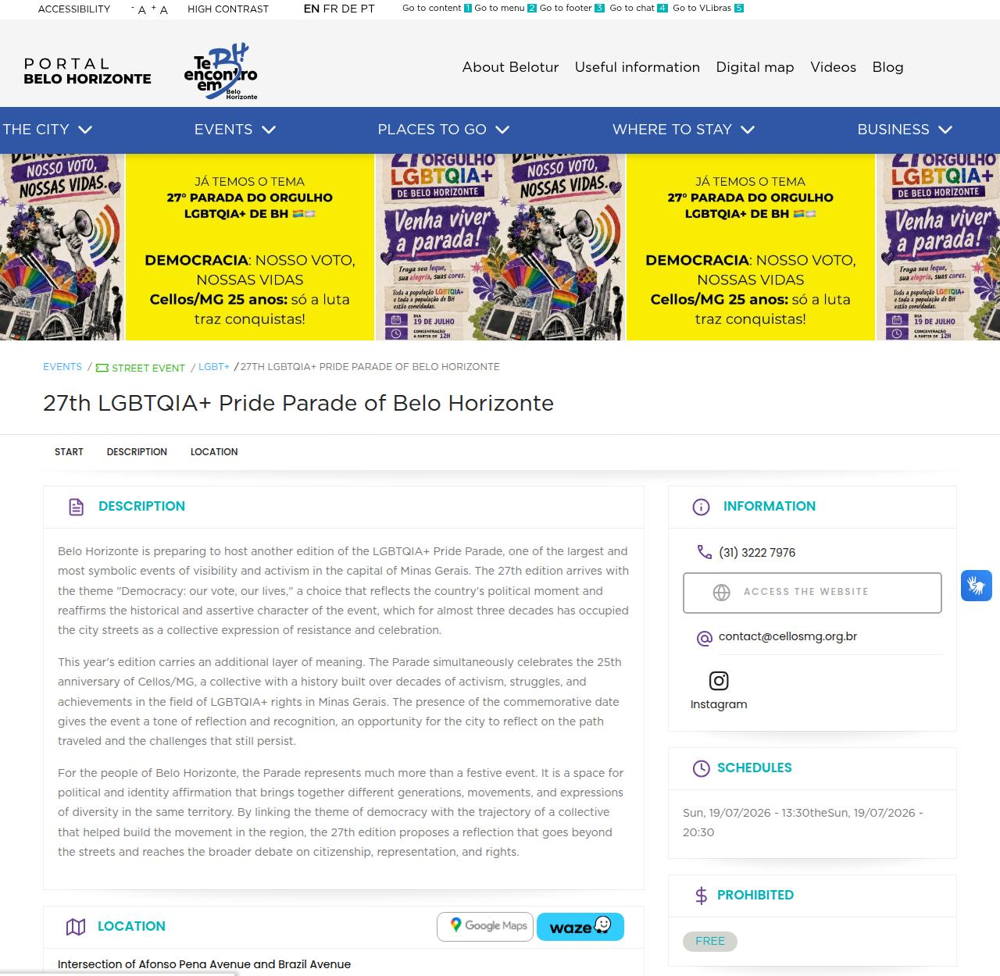 ACCESSIBILITY
- A + A
HIGH CONTRAST
EN FR DE PT
Go to content 1 Go to menu 2 Go to footer 3 Go to chat 4 Go to VLibras 5
PORTAL
BELO HORIZONTE
Te BH!
encontro
em
Belo
Horizonte
About Belotur
Useful information
Digital map
Videos
Blog
THE CITY
EVENTS
PLACES TO GO
WHERE TO STAY
BUSINESS
NOSSO VOTO,
NOSSAS VIDAS.
JÁ TEMOS O TEMA
27° PARADA DO ORGULHO
LGBTQIA+ DE BH
DEMOCRACIA: NOSSO VOTO,
NOSSAS VIDAS
Cellos/MG 25 anos: só a luta
traz conquistas!
27ª ORGULHO
LGBTQIA+
DE BELO HORIZONTE
Venha viver
a parada!
Traga seu leque,
sua alegria, suas cores.
Toda a população LGBTQIA+
e toda a população de BH
estão convidadas.
DIA
19 DE JULHO
CONCENTRAÇÃO
A PARTIR DE 12H
NOSSO VOTO,
NOSSAS VIDAS.
JÁ TEMOS O TEMA
27° PARADA DO ORGULHO
LGBTQIA+ DE BH
DEMOCRACIA: NOSSO VOTO,
NOSSAS VIDAS
Cellos/MG 25 anos: só a luta
traz conquistas!
ORGULHO
LGBTQIA+
DE BELO HORIZONTE
Venha viver
a parada!
Traga seu leque,
sua alegria, suas cores.
Toda a população LGBTQIA+
e toda a população de BH
estão convidadas.
DIA
19 DE JULHO
CONCENTRAÇÃO
A PARTIR DE 12H
EVENTS / STREET EVENT / LGBT+ / 27TH LGBTQIA+ PRIDE PARADE OF BELO HORIZONTE
27th LGBTQIA+ Pride Parade of Belo Horizonte
START
DESCRIPTION
LOCATION
DESCRIPTION
Belo Horizonte is preparing to host another edition of the LGBTQIA+ Pride Parade, one of the largest and
most symbolic events of visibility and activism in the capital of Minas Gerais. The 27th edition arrives with
the theme "Democracy: our vote, our lives," a choice that reflects the country's political moment and
reaffirms the historical and assertive character of the event, which for almost three decades has occupied
the city streets as a collective expression of resistance and celebration.
This year's edition carries an additional layer of meaning. The Parade simultaneously celebrates the 25th
anniversary of Cellos/MG, a collective with a history built over decades of activism, struggles, and
achievements in the field of LGBTQIA+ rights in Minas Gerais. The presence of the commemorative date
gives the event a tone of reflection and recognition, an opportunity for the city to reflect on the path
traveled and the challenges that still persist.
For the people of Belo Horizonte, the Parade represents much more than a festive event. It is a space for
political and identity affirmation that brings together different generations, movements, and expressions
of diversity in the same territory. By linking the theme of democracy with the trajectory of a collective
that helped build the movement in the region, the 27th edition proposes a reflection that goes beyond
the streets and reaches the broader debate on citizenship, representation, and rights.
LOCATION
Google Maps
waze
Intersection of Afonso Pena Avenue and Brazil Avenue
INFORMATION
(31) 3222 7976
ACCESS THE WEBSITE
contact@cellosmg.org.br
Instagram
SCHEDULES
Sun, 19/07/2026 - 13:30theSun, 19/07/2026 -
20:30
PROHIBITED
FREE